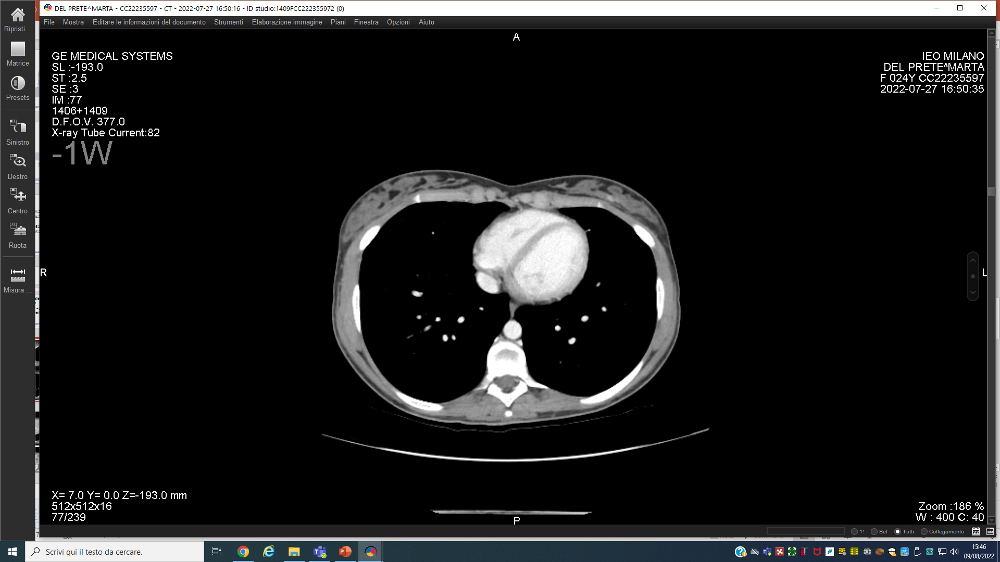 DEL PRETE^MARTA - CC22235597 - CT - 2022-07-27 16:50:16 - ID studio:1409FCC222355972 (0)
File Mostra Editare le informazioni del documento Strumenti Elaborazione immagine Piani Finestra Opzioni Aiuto
Ripristi...
Matrice
Presets
Sinistro
Destro
Centro
Ruota
Misura ...
A
GE MEDICAL SYSTEMS
SL :-193.0
ST :2.5
SE :3
IM :77
1406+1409
D.F.O.V. 377.0
X-ray Tube Current:82
-1W
IEO MILANO
DEL PRETE^MARTA
F 024Y CC22235597
2022-07-27 16:50:35
R
L
X= 7.0 Y= 0.0 Z=-193.0 mm
512x512x16
77/239
P
Zoom :186 %
W : 400 C: 40
1! Sel Tutti Collegamento 22
Scrivi qui il testo da cercare.
15:46
09/08/2022